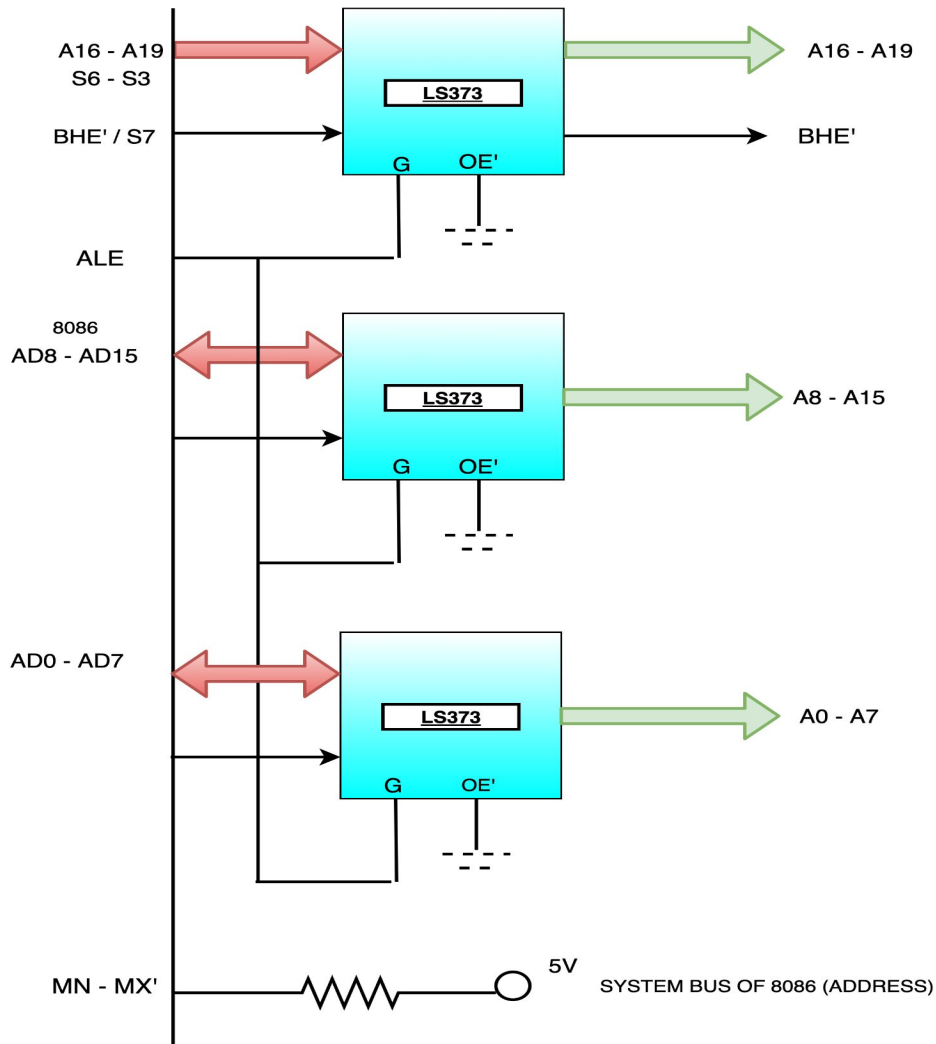 A16 - A19
S6 - S3
LS373
A16 - A19
BHE' / S7
BHE'
G
OE'
ALE
8086
AD8 - AD15
LS373
A8 - A15
G
OE'
AD0 - AD7
LS373
A0 - A7
G
OE'
MN - MX'
5V
SYSTEM BUS OF 8086 (ADDRESS)